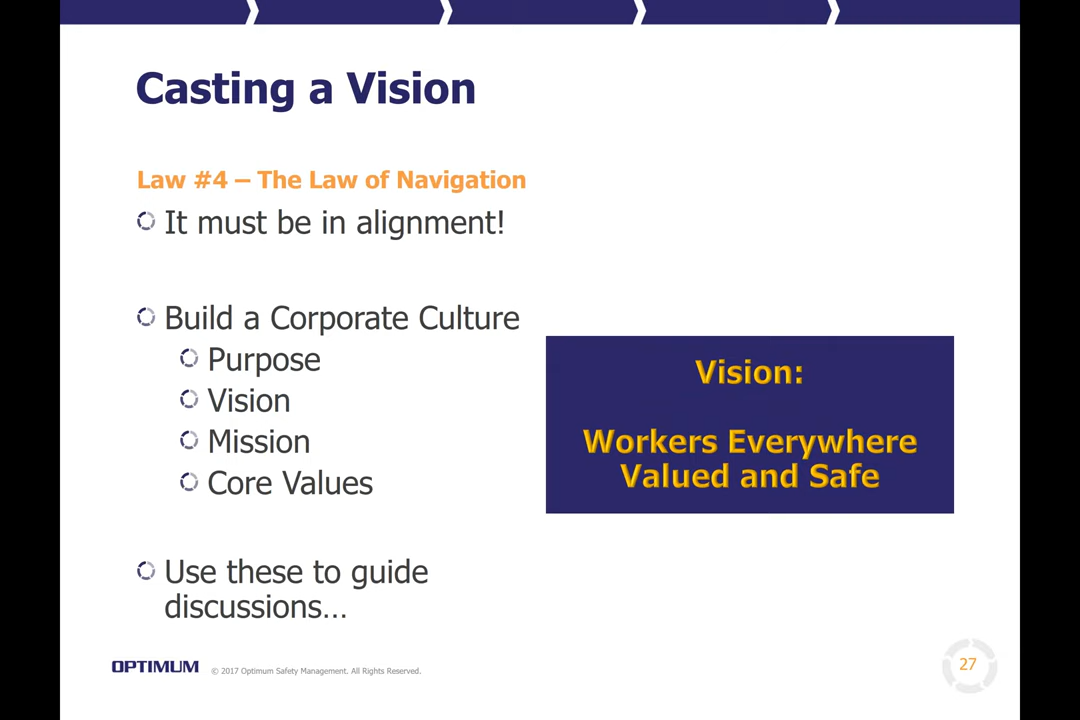 Casting a Vision
Law #4 – The Law of Navigation
It must be in alignment!
Build a Corporate Culture
Purpose
Vision
Mission
Core Values
Vision:
Workers Everywhere
Valued and Safe
Use these to guide
discussions…
OPTIMUM © 2017 Optimum Safety Management. All Rights Reserved.
27